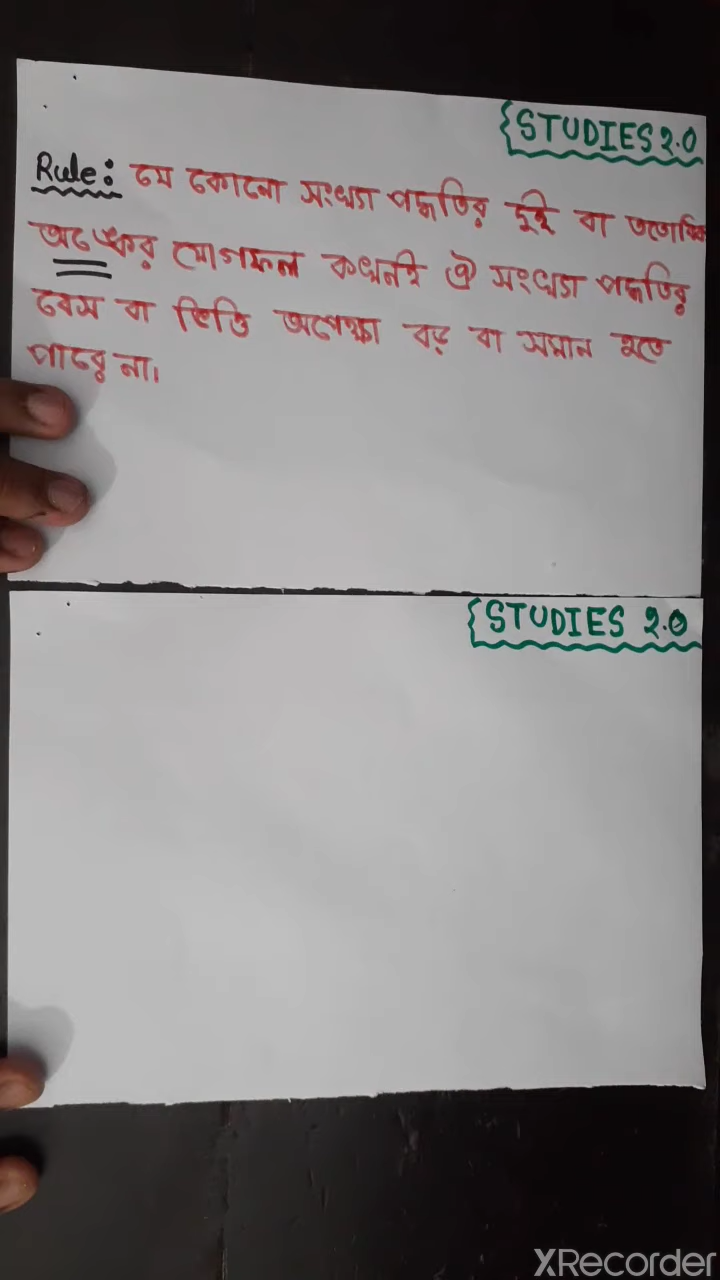 {STUDIES 2.0
Rule: যে কোনো সংখ্যা পদ্ধতির দুই বা ততোধিক
অঙ্কের যোগফল কখনই ঐ সংখ্যা পদ্ধতির
বেস বা ভিত্তি অপেক্ষা বড় বা সমান হতে
পারবে না।
{STUDIES 2.0
XRecorder